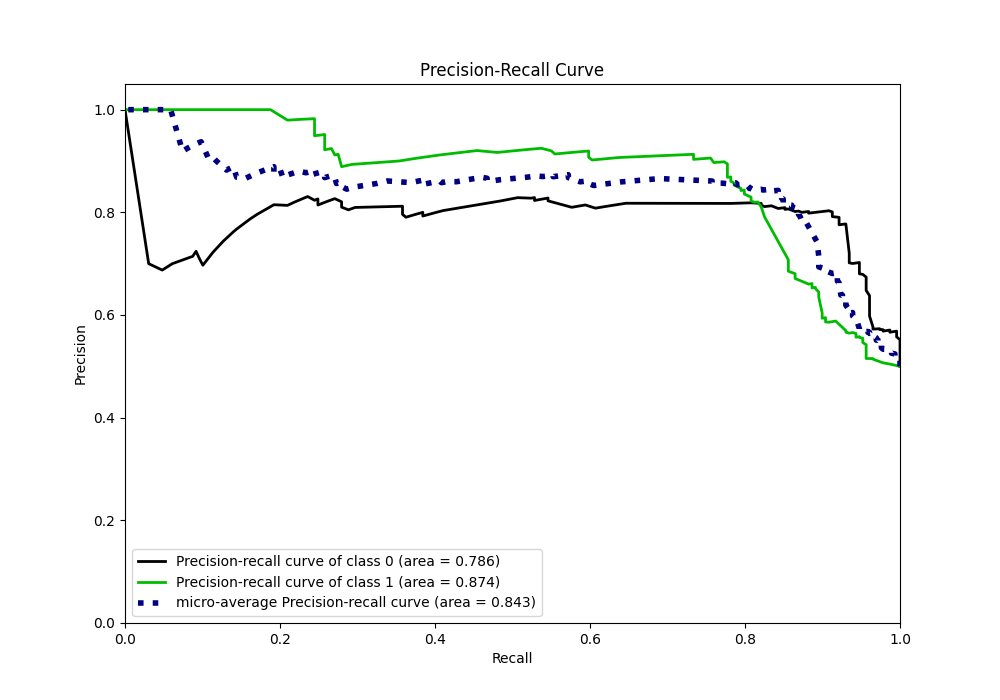 Precision-Recall Curve
1.0
0.8
0.6
0.4
0.2
0.0
Precision
Precision-recall curve of class 0 (area = 0.786)
Precision-recall curve of class 1 (area = 0.874)
micro-average Precision-recall curve (area = 0.843)
0.0 0.2 0.4 0.6 0.8 1.0
Recall